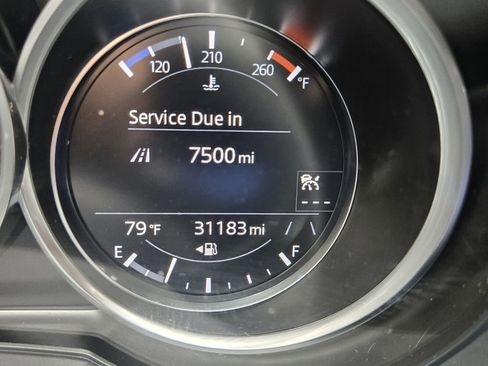 120 210 260 °F
Service Due in
7500 mi
---
79 °F 31183 mi
E F